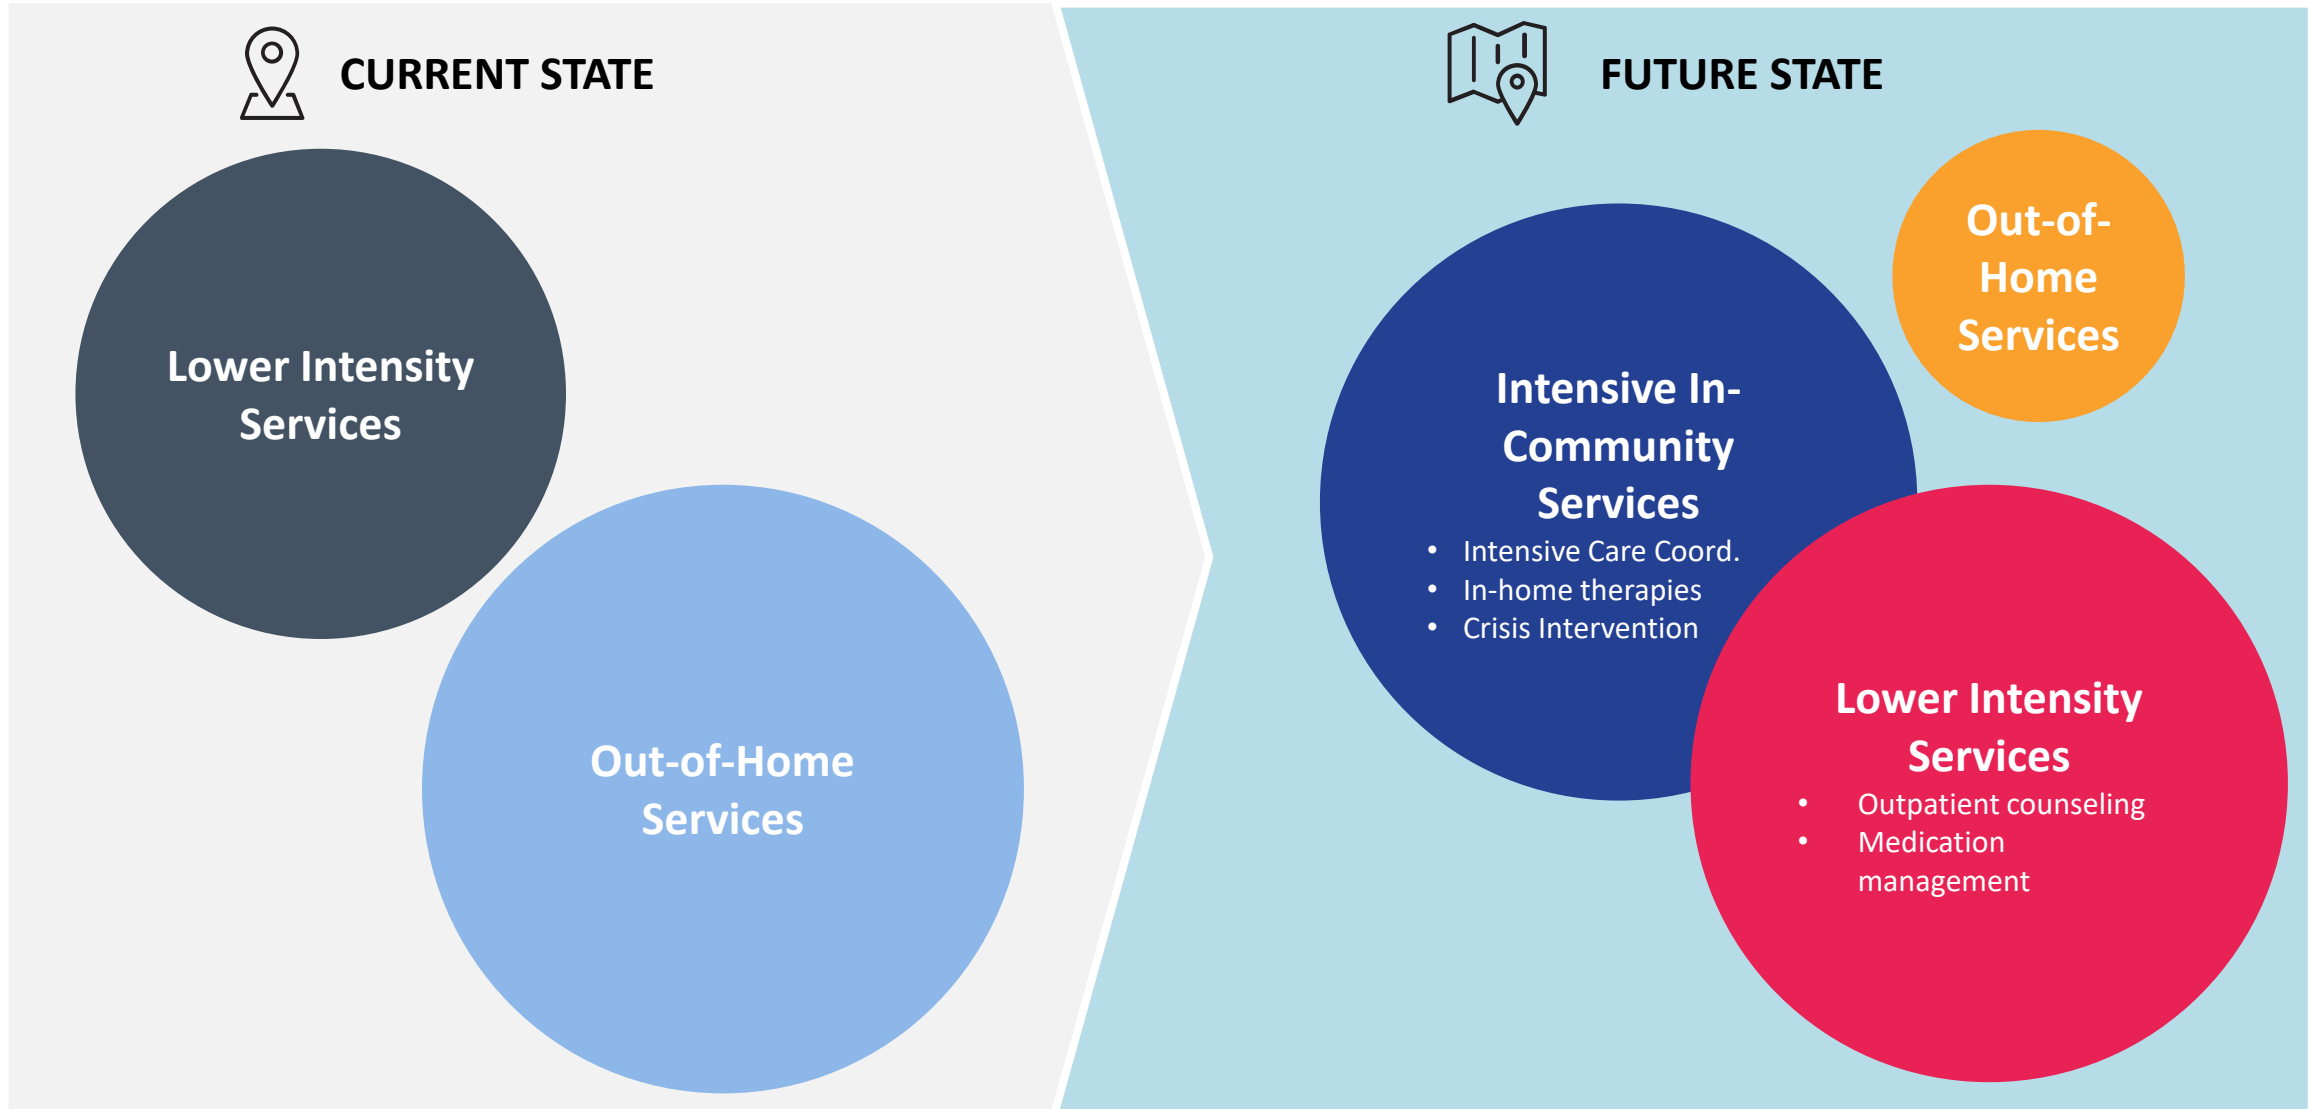 CURRENT STATE
Lower Intensity
Services
Out-of-Home
Services
FUTURE STATE
Out-of-
Home
Services
Intensive In-
Community
Services
• Intensive Care Coord.
• In-home therapies
• Crisis Intervention
Lower Intensity
Services
• Outpatient counseling
• Medication
management